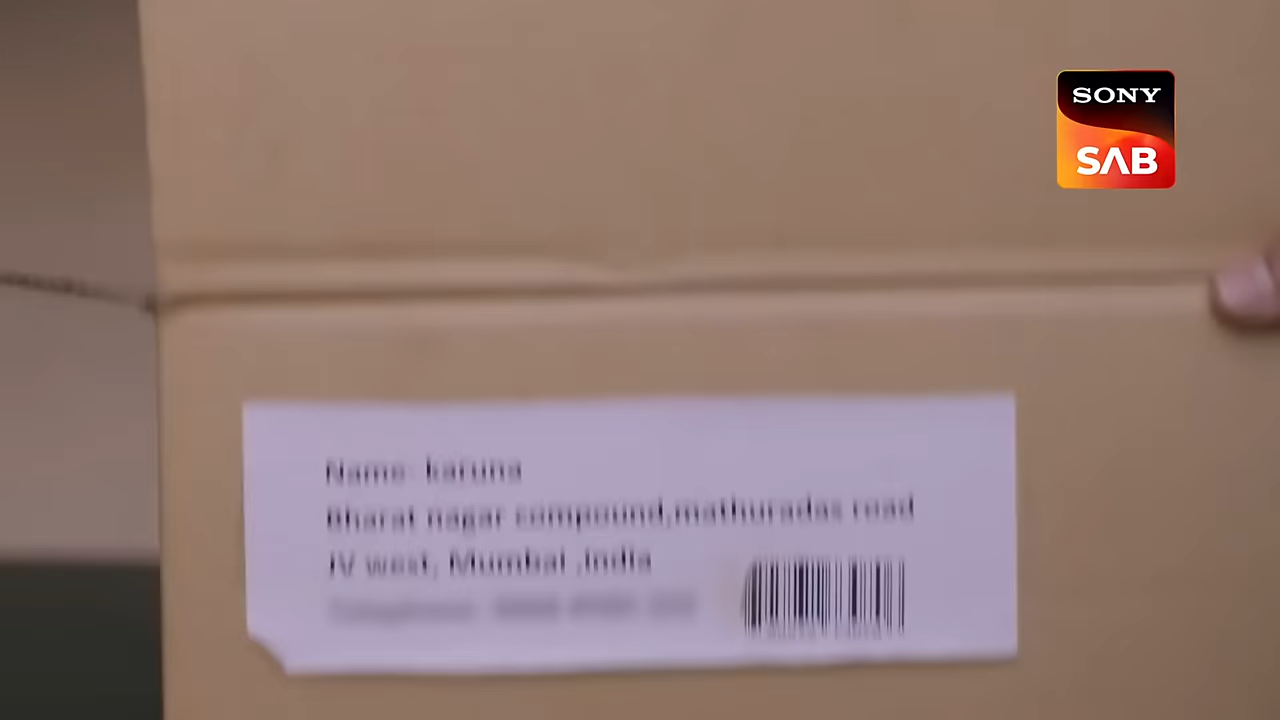 SONY
SAB
Name- karuna
Bharat nagar compound,mathuradas road
JV west, Mumbai ,India